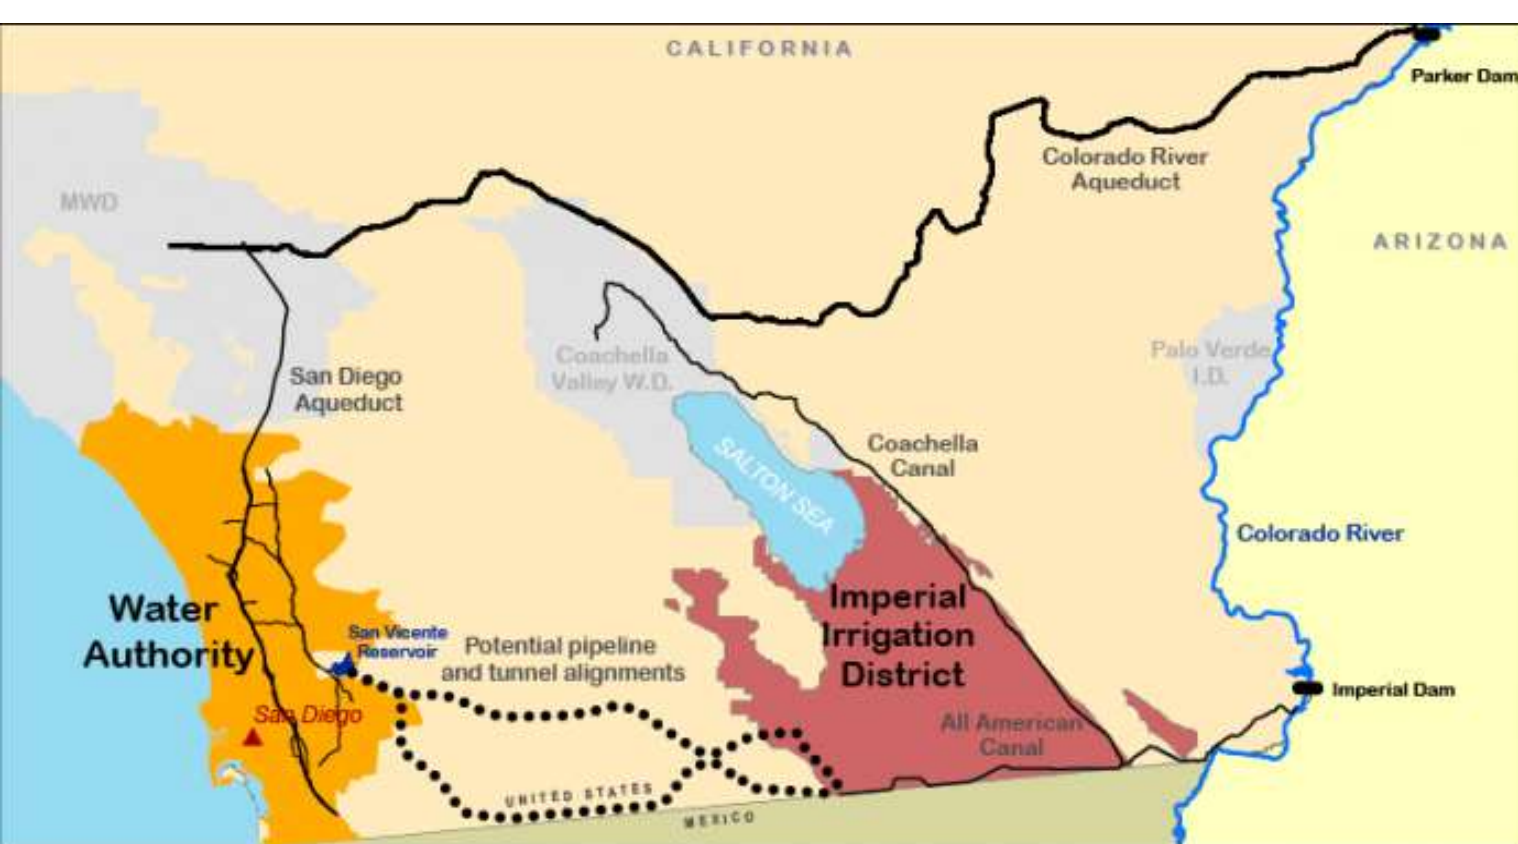 CALIFORNIA
Parker Dam
Colorado River
Aqueduct
MWD
ARIZONA
Palo Verde
I.D.
Coachella
Valley W.D.
San Diego
Aqueduct
SALTON SEA
Coachella
Canal
Colorado River
Water
Authority
San Vicente
Reservoir
Potential pipeline
and tunnel alignments
Imperial
Irrigation
District
Imperial Dam
San Diego
All American
Canal
UNITED STATES
MEXICO